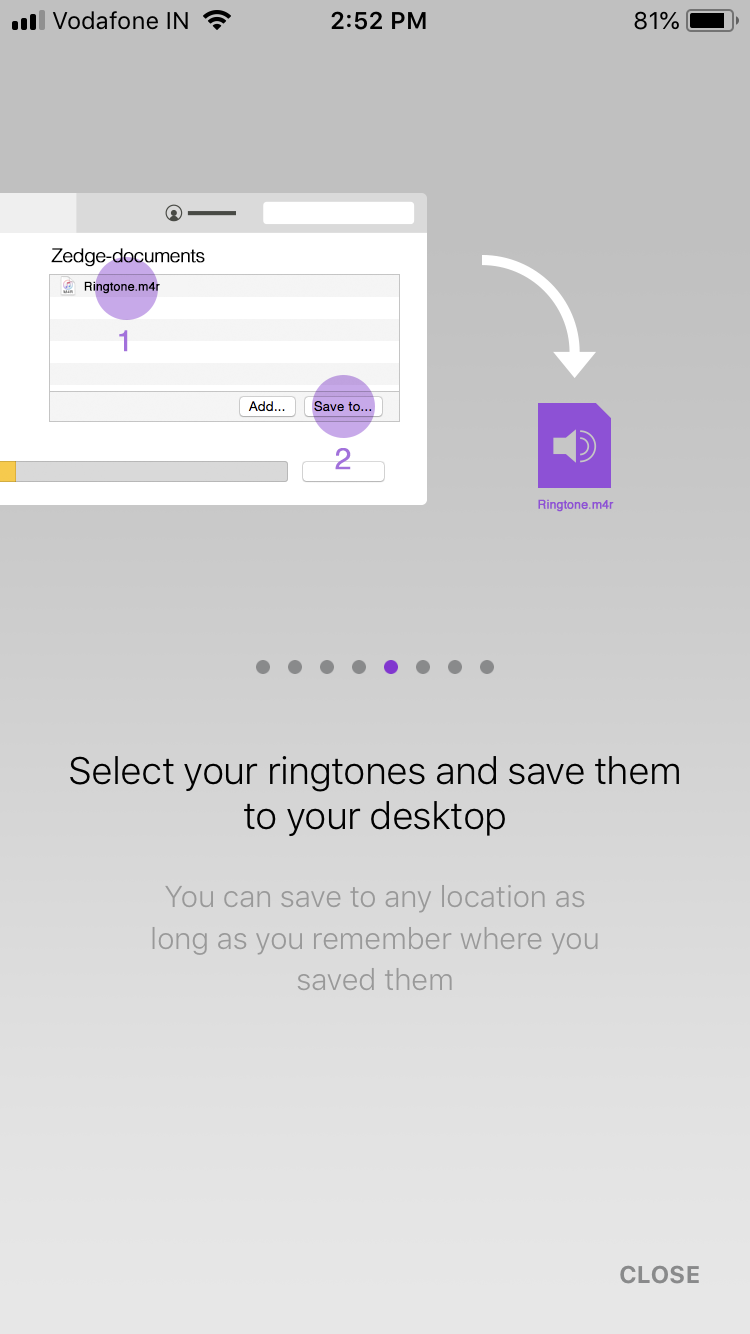 Vodafone IN 2:52 PM 81%
Zedge-documents
Ringtone.m4r
1
Add... Save to...
2
Ringtone.m4r
Select your ringtones and save them
to your desktop
You can save to any location as
long as you remember where you
saved them
CLOSE